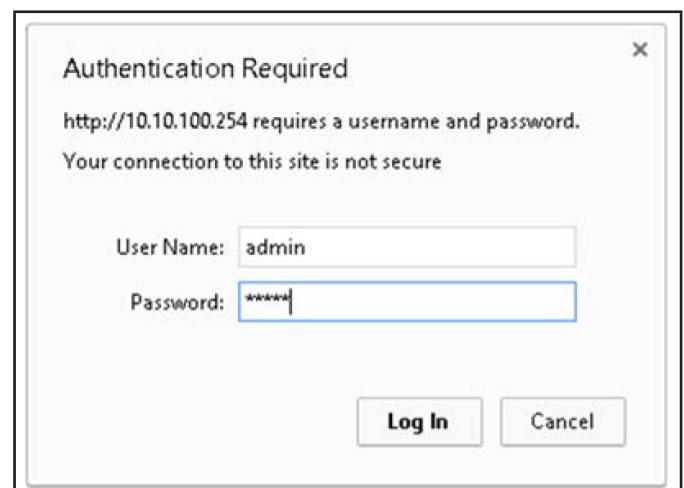 Authentication Required
×
http://10.10.100.254 requires a username and password.
Your connection to this site is not secure
User Name: admin
Password: *****
Log In Cancel